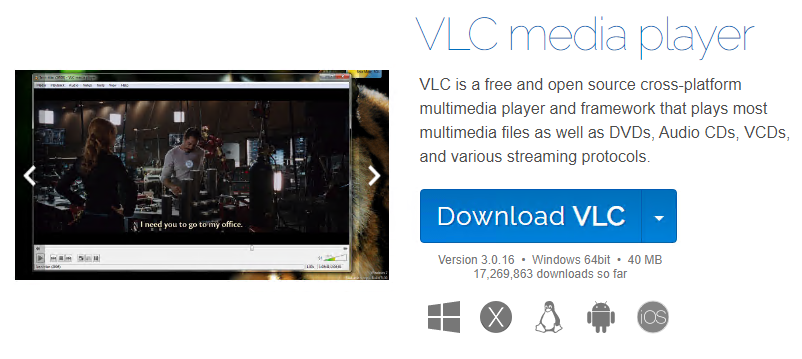 VLC media player
VLC is a free and open source cross-platform
multimedia player and framework that plays most
multimedia files as well as DVDs, Audio CDs, VCDs,
and various streaming protocols.
I need you to go to my office.
Download VLC
Version 3.0.16 • Windows 64bit • 40 MB
17,269,863 downloads so far
X
iOS